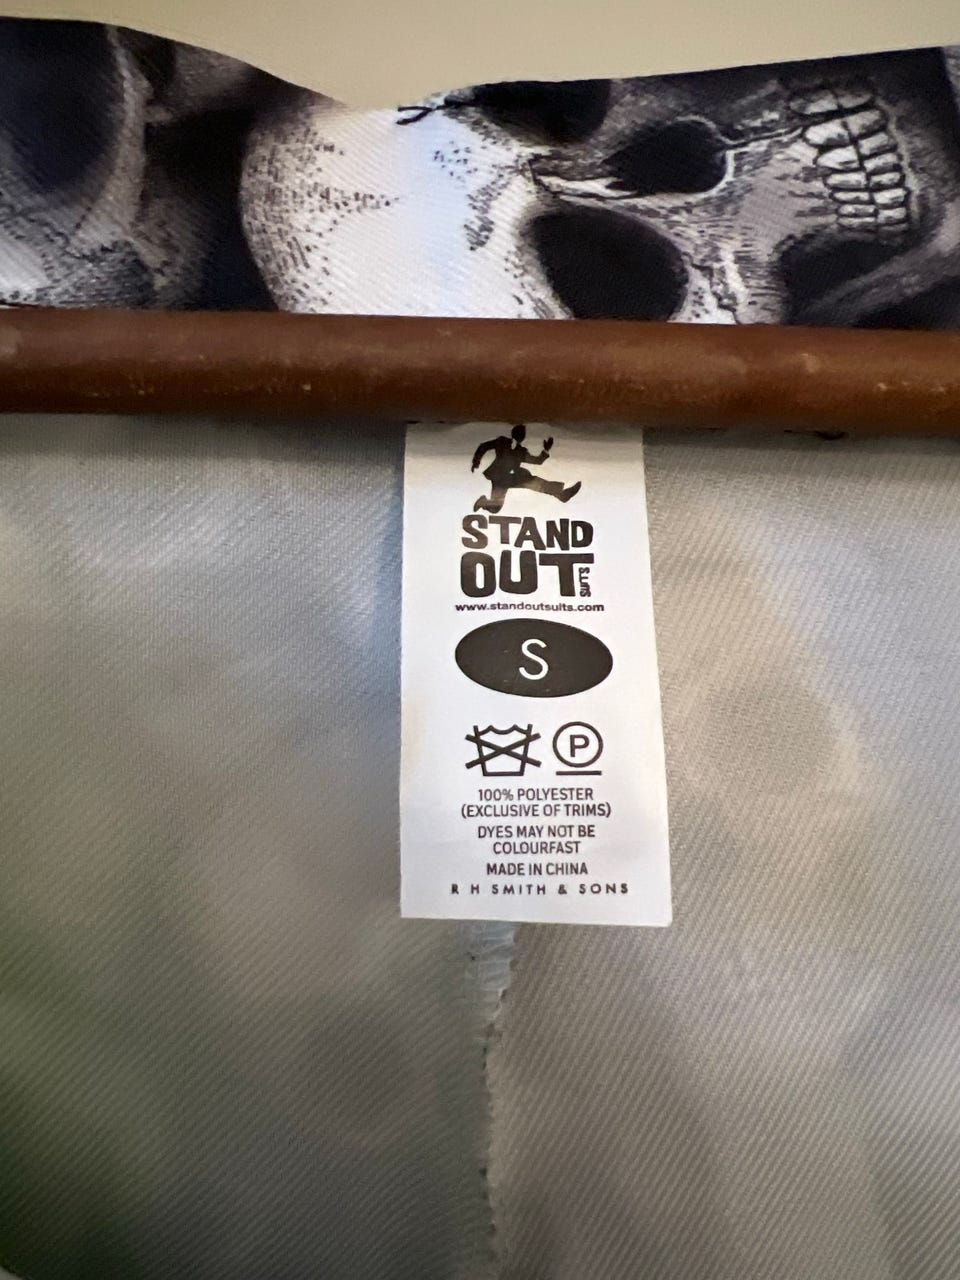 STAND
OUT SUITS
www.standoutsuits.com
S
P
100% POLYESTER
(EXCLUSIVE OF TRIMS)
DYES MAY NOT BE
COLOURFAST
MADE IN CHINA
R H SMITH & SONS